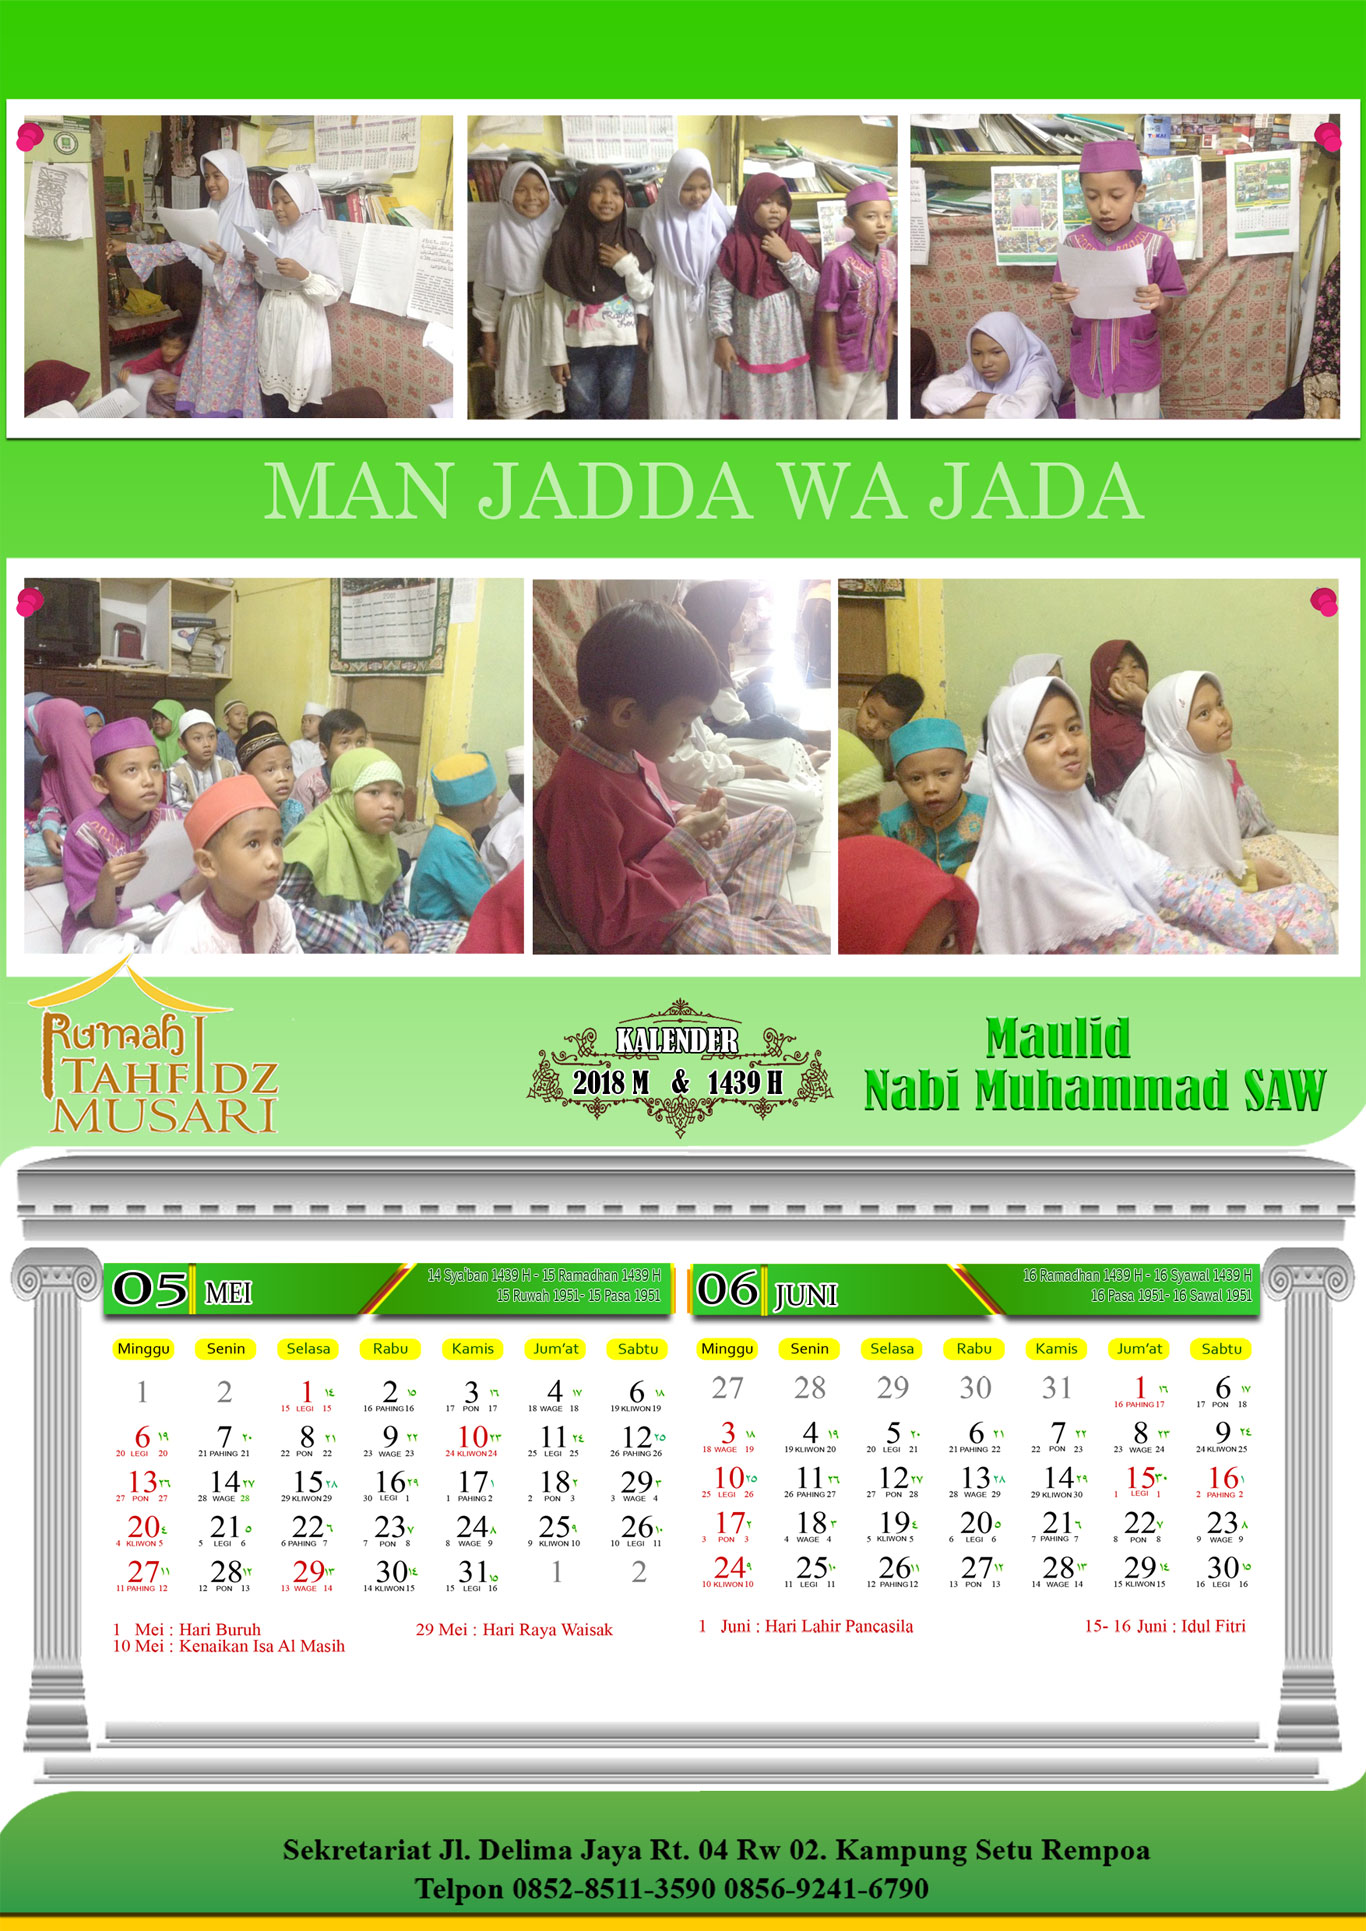 MAN JADDA WA JADA
Rumah
TAHFIDZ
MUSARI
KALENDER
2018 M & 1439 H
Maulid
Nabi Muhammad SAW
05 MEI
14 Sya'ban 1439 H - 15 Ramadhan 1439 H
15 Ruwah 1951- 15 Pasa 1951
Minggu Senin Selasa Rabu Kamis Jum'at Sabtu
1 2 1 ١٤ 2 ١٥ 3 ١٦ 4 ١٧ 6 ١٨
15 LEGI 15 16 PAHING 16 17 PON 17 18 WAGE 18 19 KLIWON 19
6 ١٩ 7 ٢٠ 8 ٢١ 9 ٢٢ 10 ٢٣ 11 ٢٤ 12 ٢٥
20 LEGI 20 21 PAHING 21 22 PON 22 23 WAGE 23 24 KLIWON 24 25 LEGI 25 26 PAHING 26
13 ٢٦ 14 ٢٧ 15 ٢٨ 16 ٢٩ 17 ١ 18 ٢ 29 ٣
27 PON 27 28 WAGE 28 29 KLIWON 29 30 LEGI 1 1 PAHING 2 2 PON 3 3 WAGE 4
20 ٤ 21 ٥ 22 ٦ 23 ٧ 24 ٨ 25 ٩ 26 ١٠
4 KLIWON 5 5 LEGI 6 6 PAHING 7 7 PON 8 8 WAGE 9 9 KLIWON 10 10 LEGI 11
27 ١١ 28 ١٢ 29 ١٣ 30 ١٤ 31 ١٥ 1 2
11 PAHING 12 12 PON 13 13 WAGE 14 14 KLIWON 15 15 LEGI 16
1 Mei : Hari Buruh
10 Mei : Kenaikan Isa Al Masih
29 Mei : Hari Raya Waisak
06 JUNI
16 Ramadhan 1439 H - 16 Syawal 1439 H
16 Pasa 1951- 16 Sawal 1951
Minggu Senin Selasa Rabu Kamis Jum'at Sabtu
27 28 29 30 31 1 ١٦ 6 ١٧
16 PAHING 17 17 PON 18
3 ١٨ 4 ١٩ 5 ٢٠ 6 ٢١ 7 ٢٢ 8 ٢٣ 9 ٢٤
18 WAGE 19 19 KLIWON 20 20 LEGI 21 21 PAHING 22 22 PON 23 23 WAGE 24 24 KLIWON 25
10 ٢٥ 11 ٢٦ 12 ٢٧ 13 ٢٨ 14 ٢٩ 15 ٣٠ 16 ١
25 LEGI 26 26 PAHING 27 27 PON 28 28 WAGE 29 29 KLIWON 30 1 LEGI 1 2 PAHING 2
17 ٢ 18 ٣ 19 ٤ 20 ٥ 21 ٦ 22 ٧ 23 ٨
3 PON 3 4 WAGE 4 5 KLIWON 5 6 LEGI 6 7 PAHING 7 8 PON 8 9 WAGE 9
24 ٩ 25 ١٠ 26 ١١ 27 ١٢ 28 ١٣ 29 ١٤ 30 ١٥
10 KLIWON 10 11 LEGI 11 12 PAHING 12 13 PON 13 14 WAGE 14 15 KLIWON 15 16 LEGI 16
1 Juni : Hari Lahir Pancasila
15- 16 Juni : Idul Fitri
Sekretariat Jl. Delima Jaya Rt. 04 Rw 02. Kampung Setu Rempoa
Telpon 0852-8511-3590 0856-9241-6790